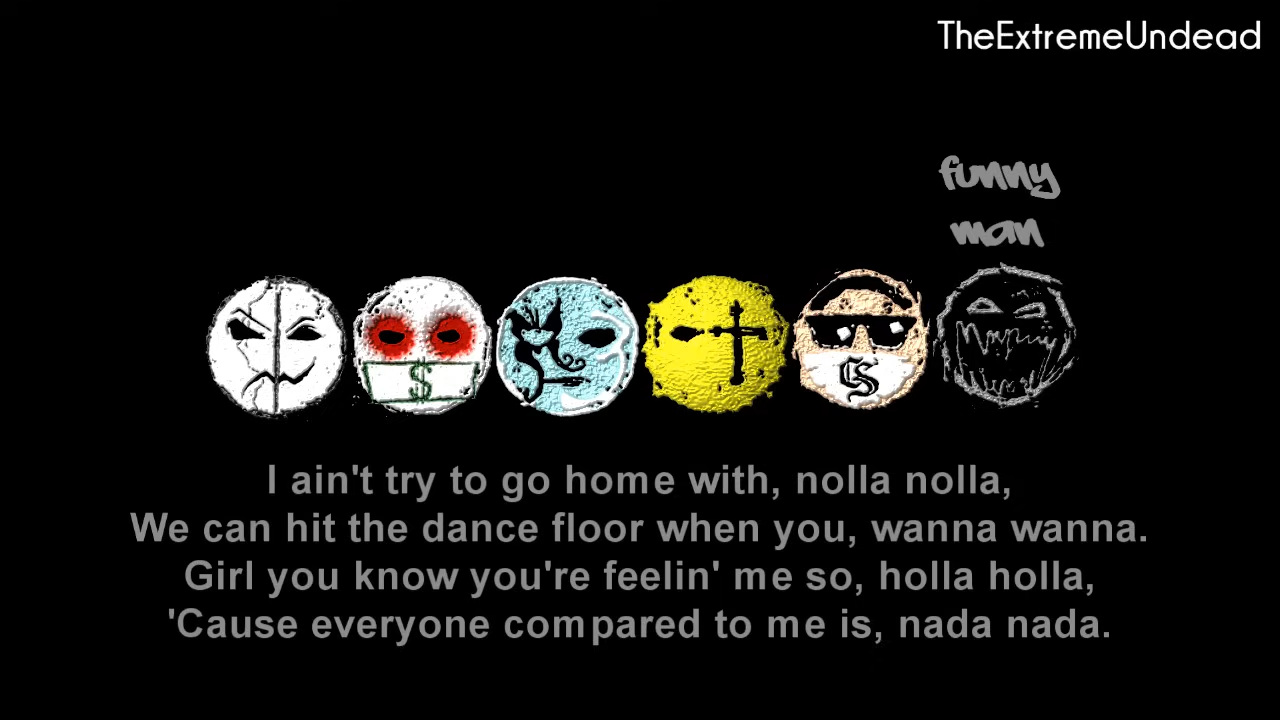 TheExtremeUndead
funny
man
$
S
I ain't try to go home with, nolla nolla,
We can hit the dance floor when you, wanna wanna.
Girl you know you're feelin' me so, holla holla,
'Cause everyone compared to me is, nada nada.